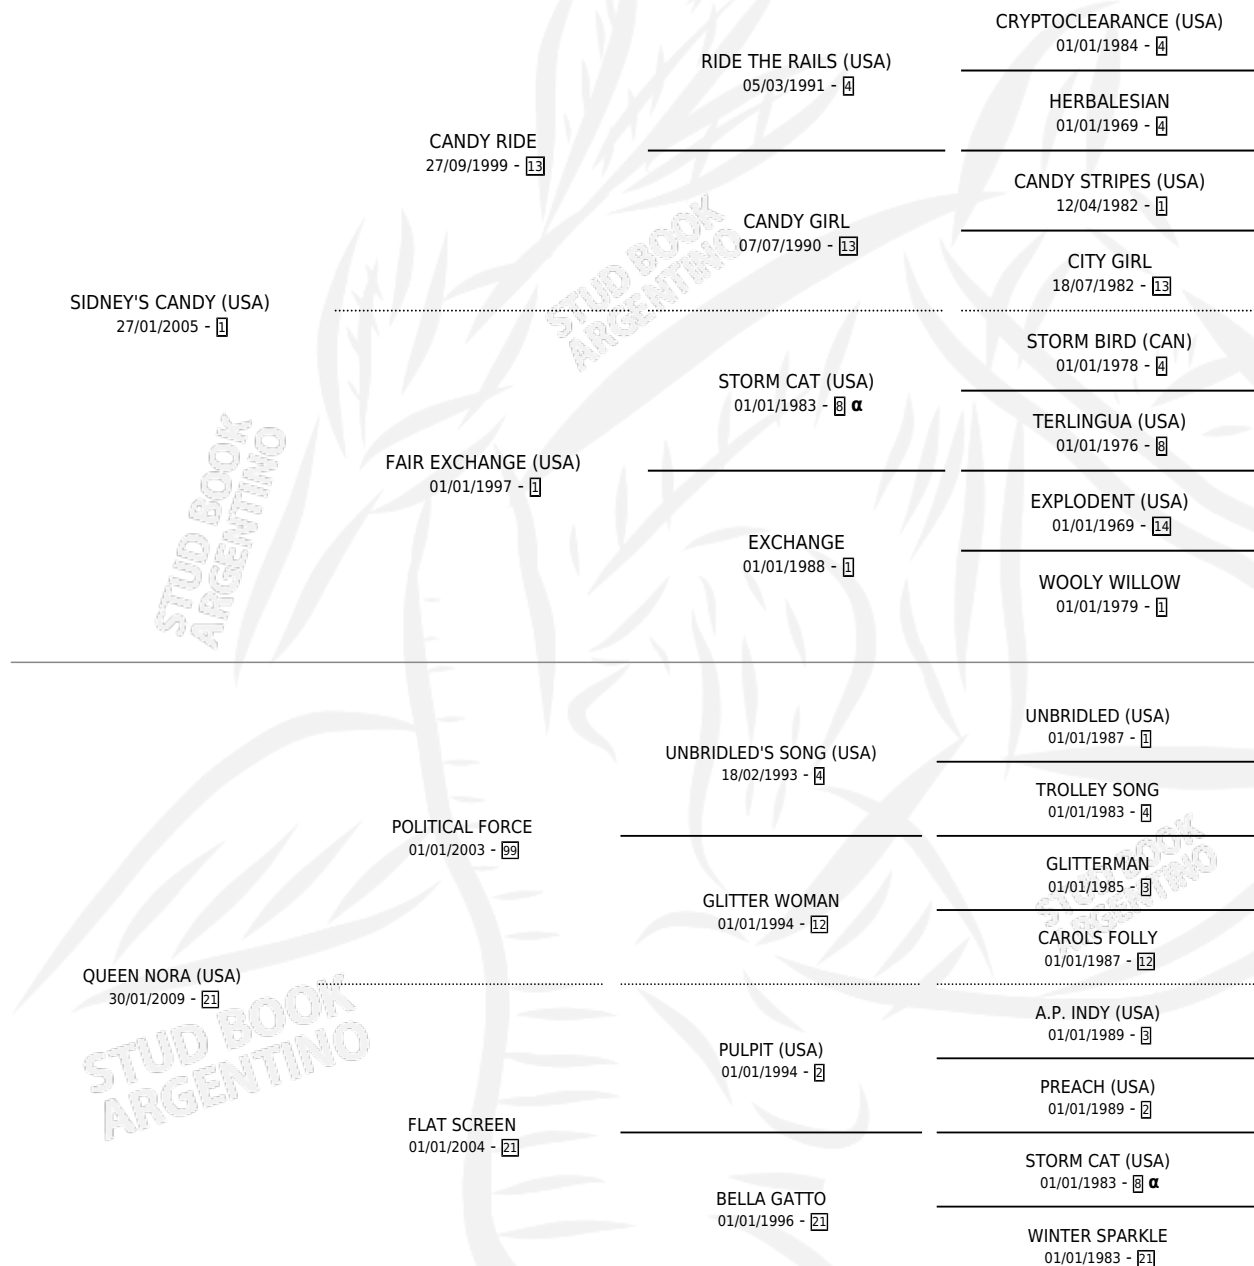 CRYPTOCLEARANCE (USA)
01/01/1984 - 4
RIDE THE RAILS (USA)
05/03/1991 - 4
HERBALESIAN
01/01/1969 - 4
CANDY RIDE
27/09/1999 - 13
CANDY STRIPES (USA)
12/04/1982 - 1
CANDY GIRL
07/07/1990 - 13
CITY GIRL
18/07/1982 - 13
SIDNEY'S CANDY (USA)
27/01/2005 - 1
STORM BIRD (CAN)
01/01/1978 - 4
STORM CAT (USA)
01/01/1983 - 8 α
TERLINGUA (USA)
01/01/1976 - 8
FAIR EXCHANGE (USA)
01/01/1997 - 1
EXPLODENT (USA)
01/01/1969 - 14
EXCHANGE
01/01/1988 - 1
WOOLY WILLOW
01/01/1979 - 1
UNBRIDLED (USA)
01/01/1987 - 1
UNBRIDLED'S SONG (USA)
18/02/1993 - 4
TROLLEY SONG
01/01/1983 - 4
POLITICAL FORCE
01/01/2003 - 99
GLITTERMAN
01/01/1985 - 3
GLITTER WOMAN
01/01/1994 - 12
CAROLS FOLLY
01/01/1987 - 12
QUEEN NORA (USA)
30/01/2009 - 21
A.P. INDY (USA)
01/01/1989 - 3
PULPIT (USA)
01/01/1994 - 2
PREACH (USA)
01/01/1989 - 2
FLAT SCREEN
01/01/2004 - 21
STORM CAT (USA)
01/01/1983 - 8 α
BELLA GATTO
01/01/1996 - 21
WINTER SPARKLE
01/01/1983 - 21
STUD BOOK
ARGENTINO
STUD BOOK
ARGENTINO
STUD BOOK
ARGENTINO
STUD BOOK
ARGENTINO